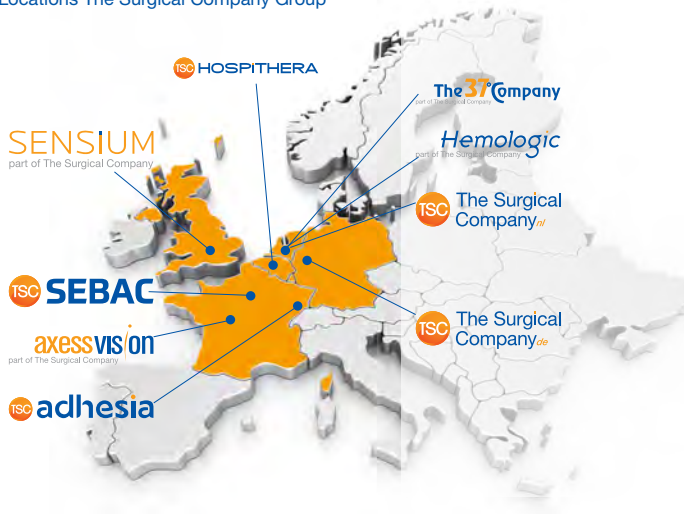 Locations The Surgical Company Group
TSC HOSPITHERA
The 37°Company
part of The Surgical Company
SENSiUM
part of The Surgical Company
Hemologic
part of The Surgical Company
TSC The Surgical
Company.nl
TSC SEBAC
TSC The Surgical
Company.de
axess vision
part of The Surgical Company
TSC adhesia